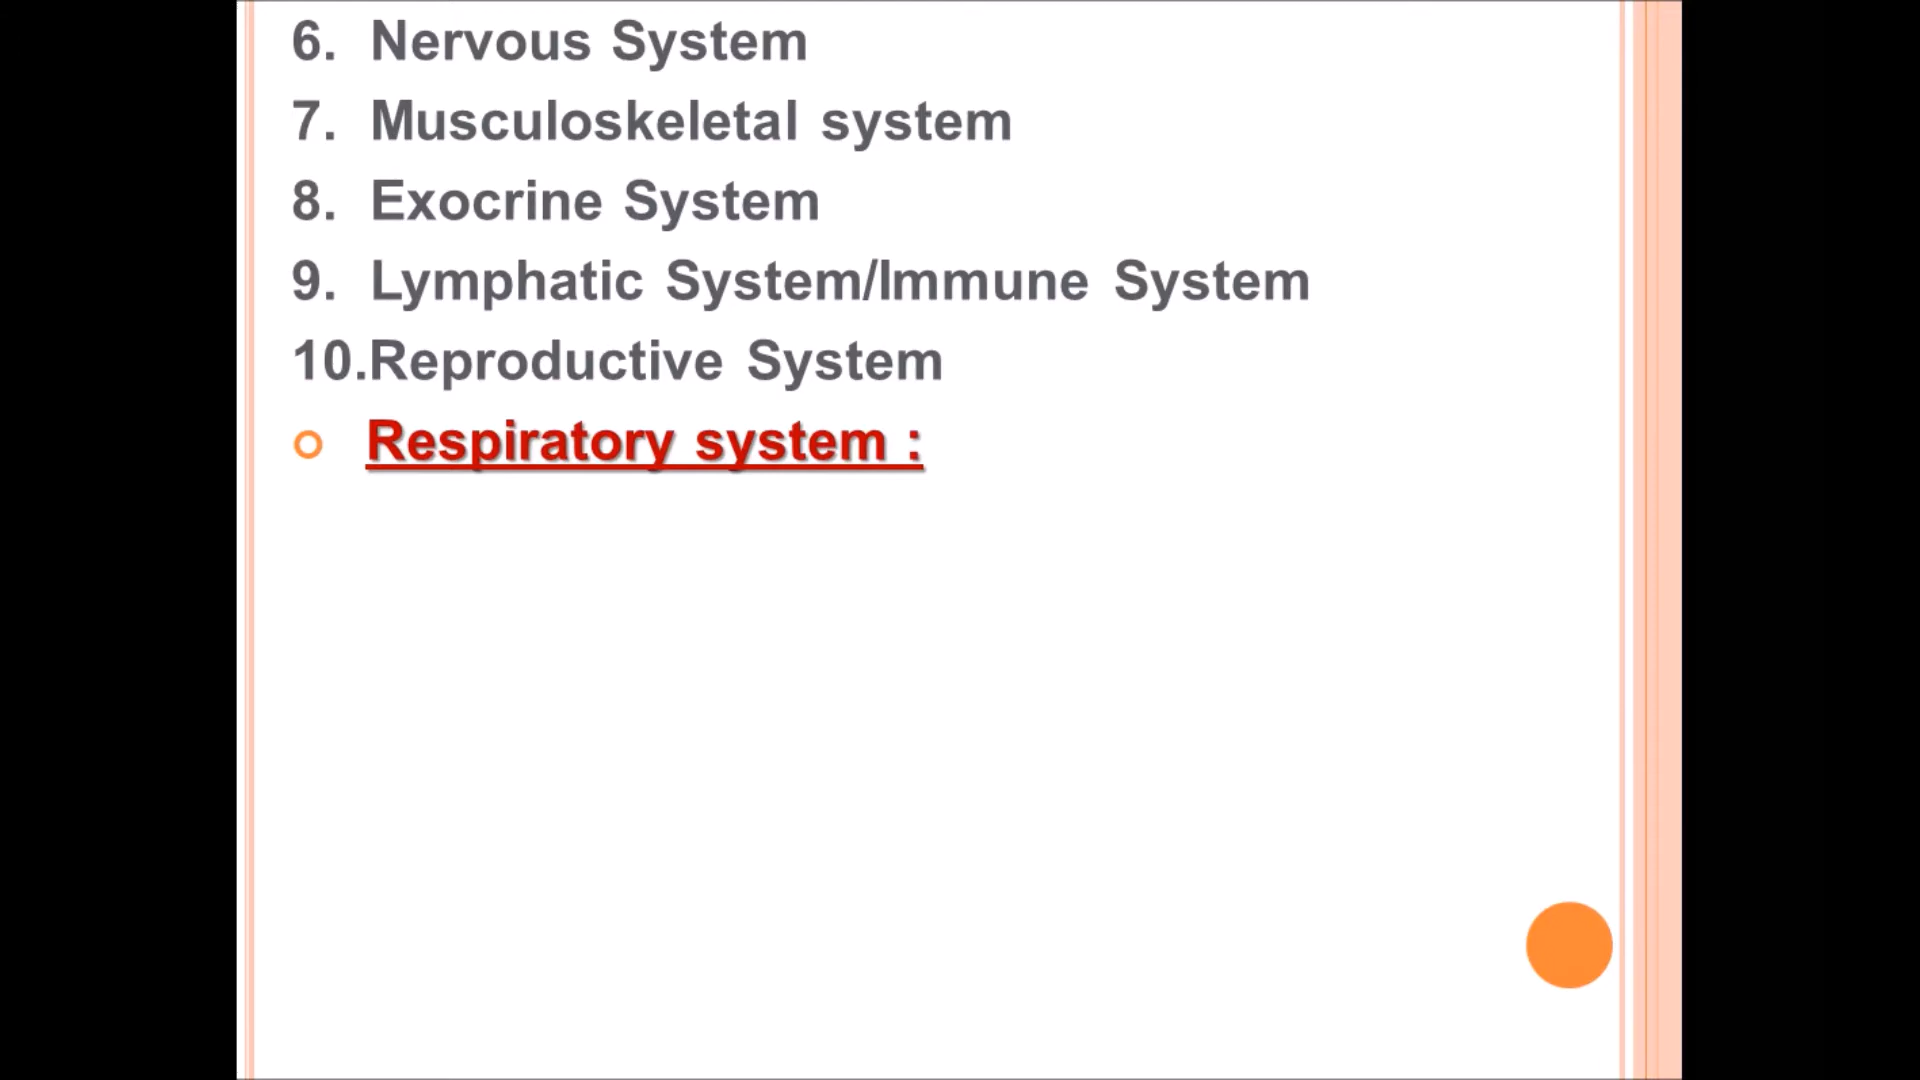 6. Nervous System
7. Musculoskeletal system
8. Exocrine System
9. Lymphatic System/Immune System
10.Reproductive System
Respiratory system :